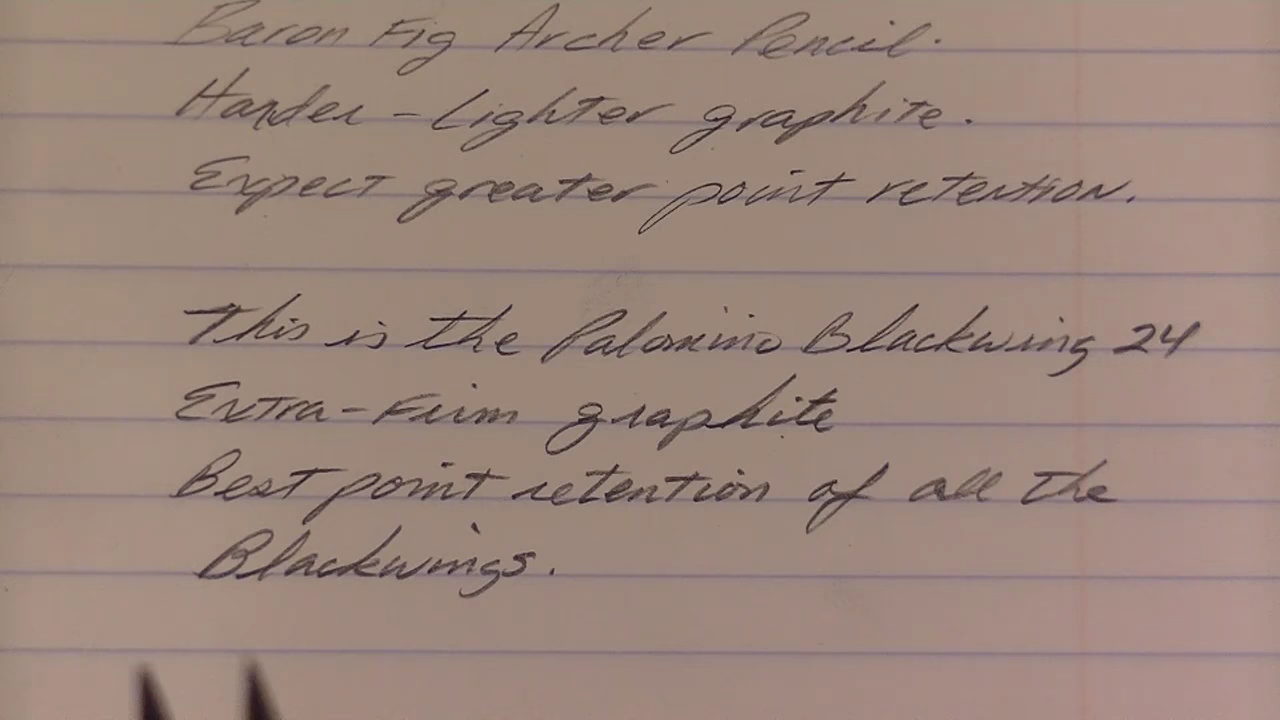 Baron Fig Archer Pencil.
Harder - Lighter graphite.
Expect greater point retention.
This is the Palomino Blackwing 24
Extra-Firm graphite
Best point retention of all the
Blackwings.